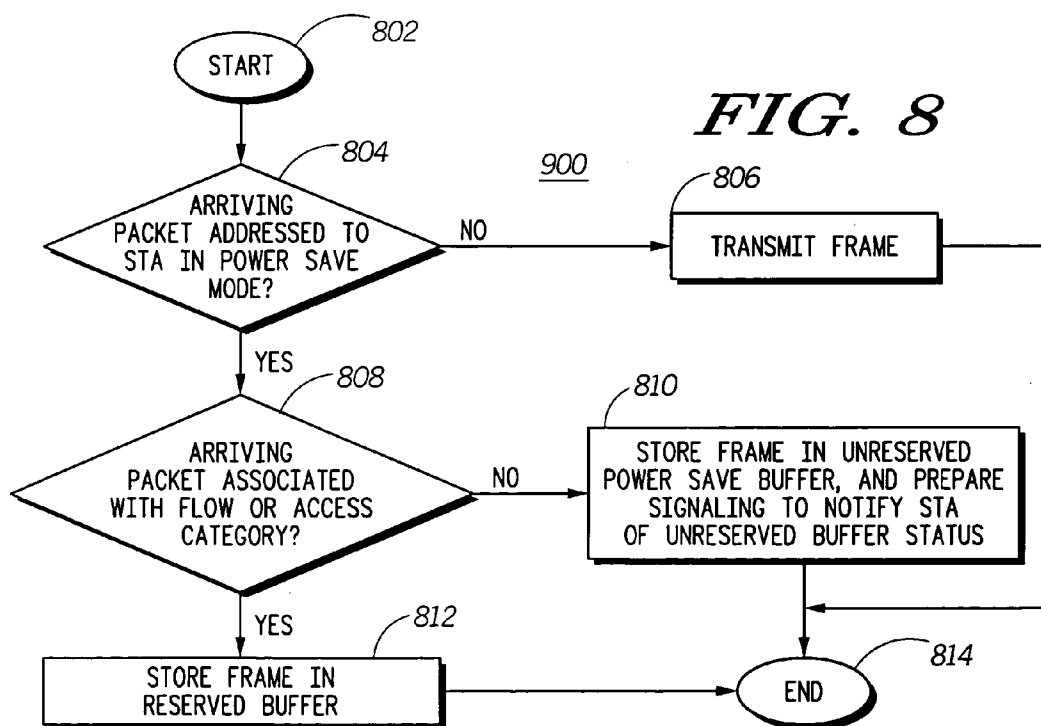 802
START
FIG. 8
804
900
806
ARRIVING
PACKET ADDRESSED TO
STA IN POWER SAVE
MODE?
NO
TRANSMIT FRAME
YES
808
810
ARRIVING
PACKET ASSOCIATED
WITH FLOW OR ACCESS
CATEGORY?
NO
STORE FRAME IN UNRESERVED
POWER SAVE BUFFER, AND PREPARE
SIGNALING TO NOTIFY STA
OF UNRESERVED BUFFER STATUS
YES
812
STORE FRAME IN
RESERVED BUFFER
814
END